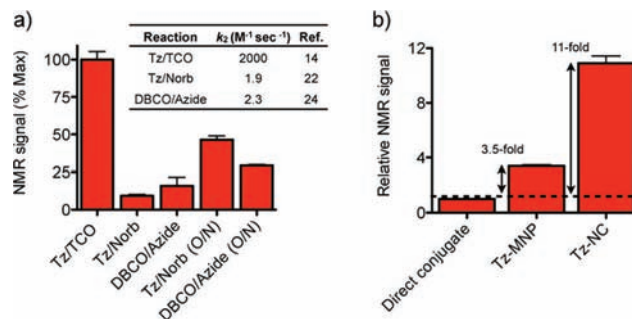 a)
NMR signal (% Max)
100
75
50
25
0
Reaction k₂ (M⁻¹ sec⁻¹) Ref.
Tz/TCO 2000 14
Tz/Norb 1.9 22
DBCO/Azide 2.3 24
Tz/TCO
Tz/Norb
DBCO/Azide
Tz/Norb (O/N)
DBCO/Azide (O/N)
b)
Relative NMR signal
12
8
4
0
3.5-fold
11-fold
Direct conjugate
Tz-MNP
Tz-NC